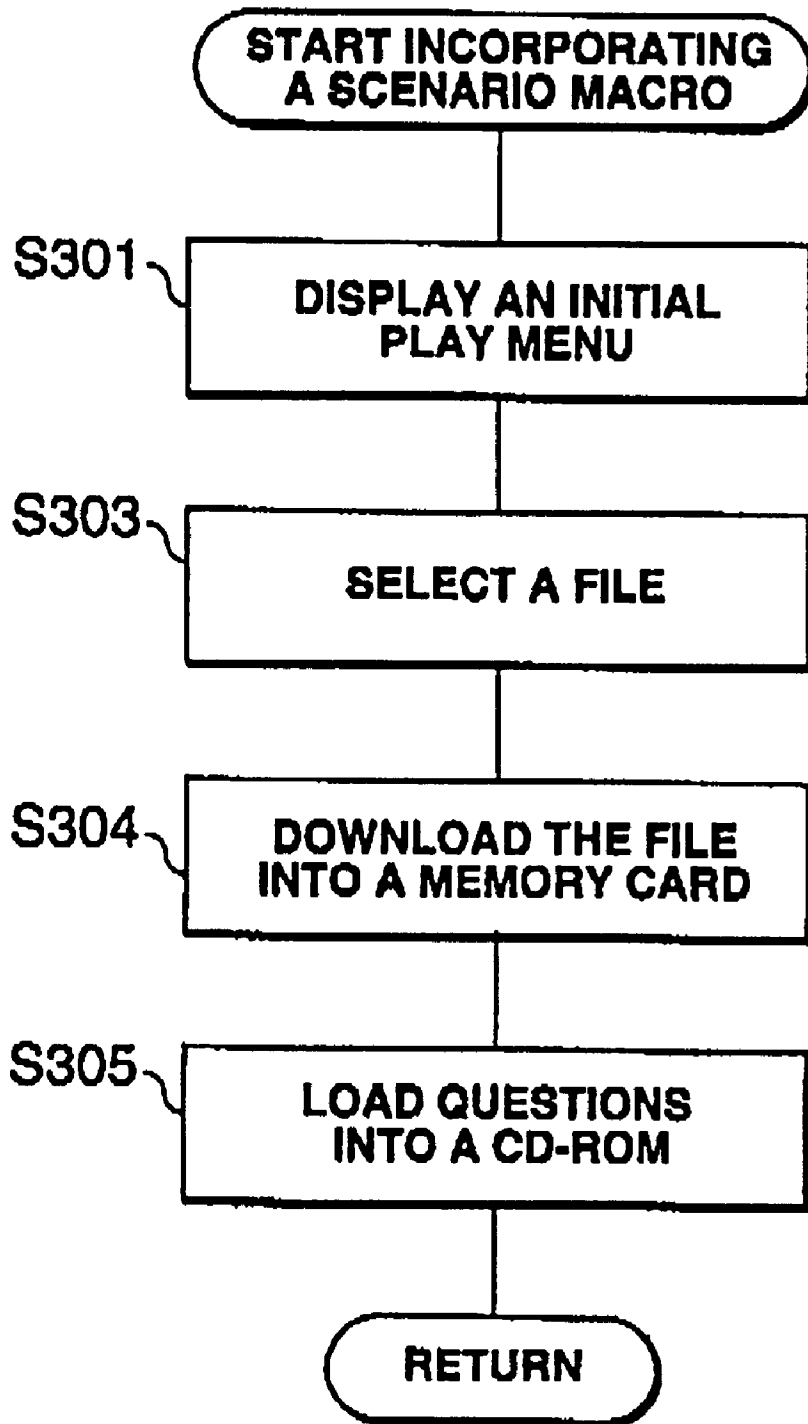 START INCORPORATING
A SCENARIO MACRO
S301
DISPLAY AN INITIAL
PLAY MENU
S303
SELECT A FILE
S304
DOWNLOAD THE FILE
INTO A MEMORY CARD
S305
LOAD QUESTIONS
INTO A CD-ROM
RETURN